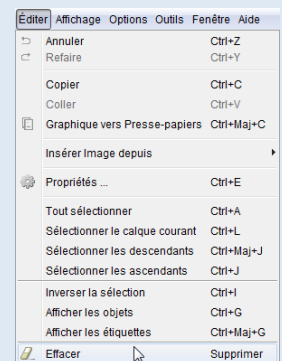 Éditer Affichage Options Outils Fenêtre Aide
Annuler Ctrl+Z
Refaire Ctrl+Y
Copier Ctrl+C
Coller Ctrl+V
Graphique vers Presse-papiers Ctrl+Maj+C
Insérer Image depuis
Propriétés ... Ctrl+E
Tout sélectionner Ctrl+A
Sélectionner le calque courant Ctrl+L
Sélectionner les descendants Ctrl+Maj+J
Sélectionner les ascendants Ctrl+J
Inverser la sélection Ctrl+I
Afficher les objets Ctrl+G
Afficher les étiquettes Ctrl+Maj+G
Effacer Supprimer